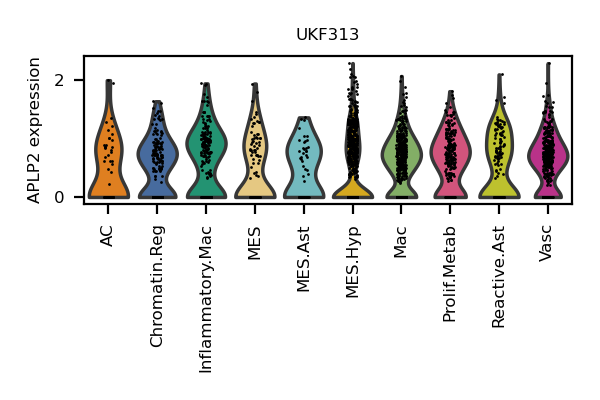 UKF313
APLP2 expression
2
0
AC
Chromatin.Reg
Inflammatory.Mac
MES
MES.Ast
MES.Hyp
Mac
Prolif.Metab
Reactive.Ast
Vasc